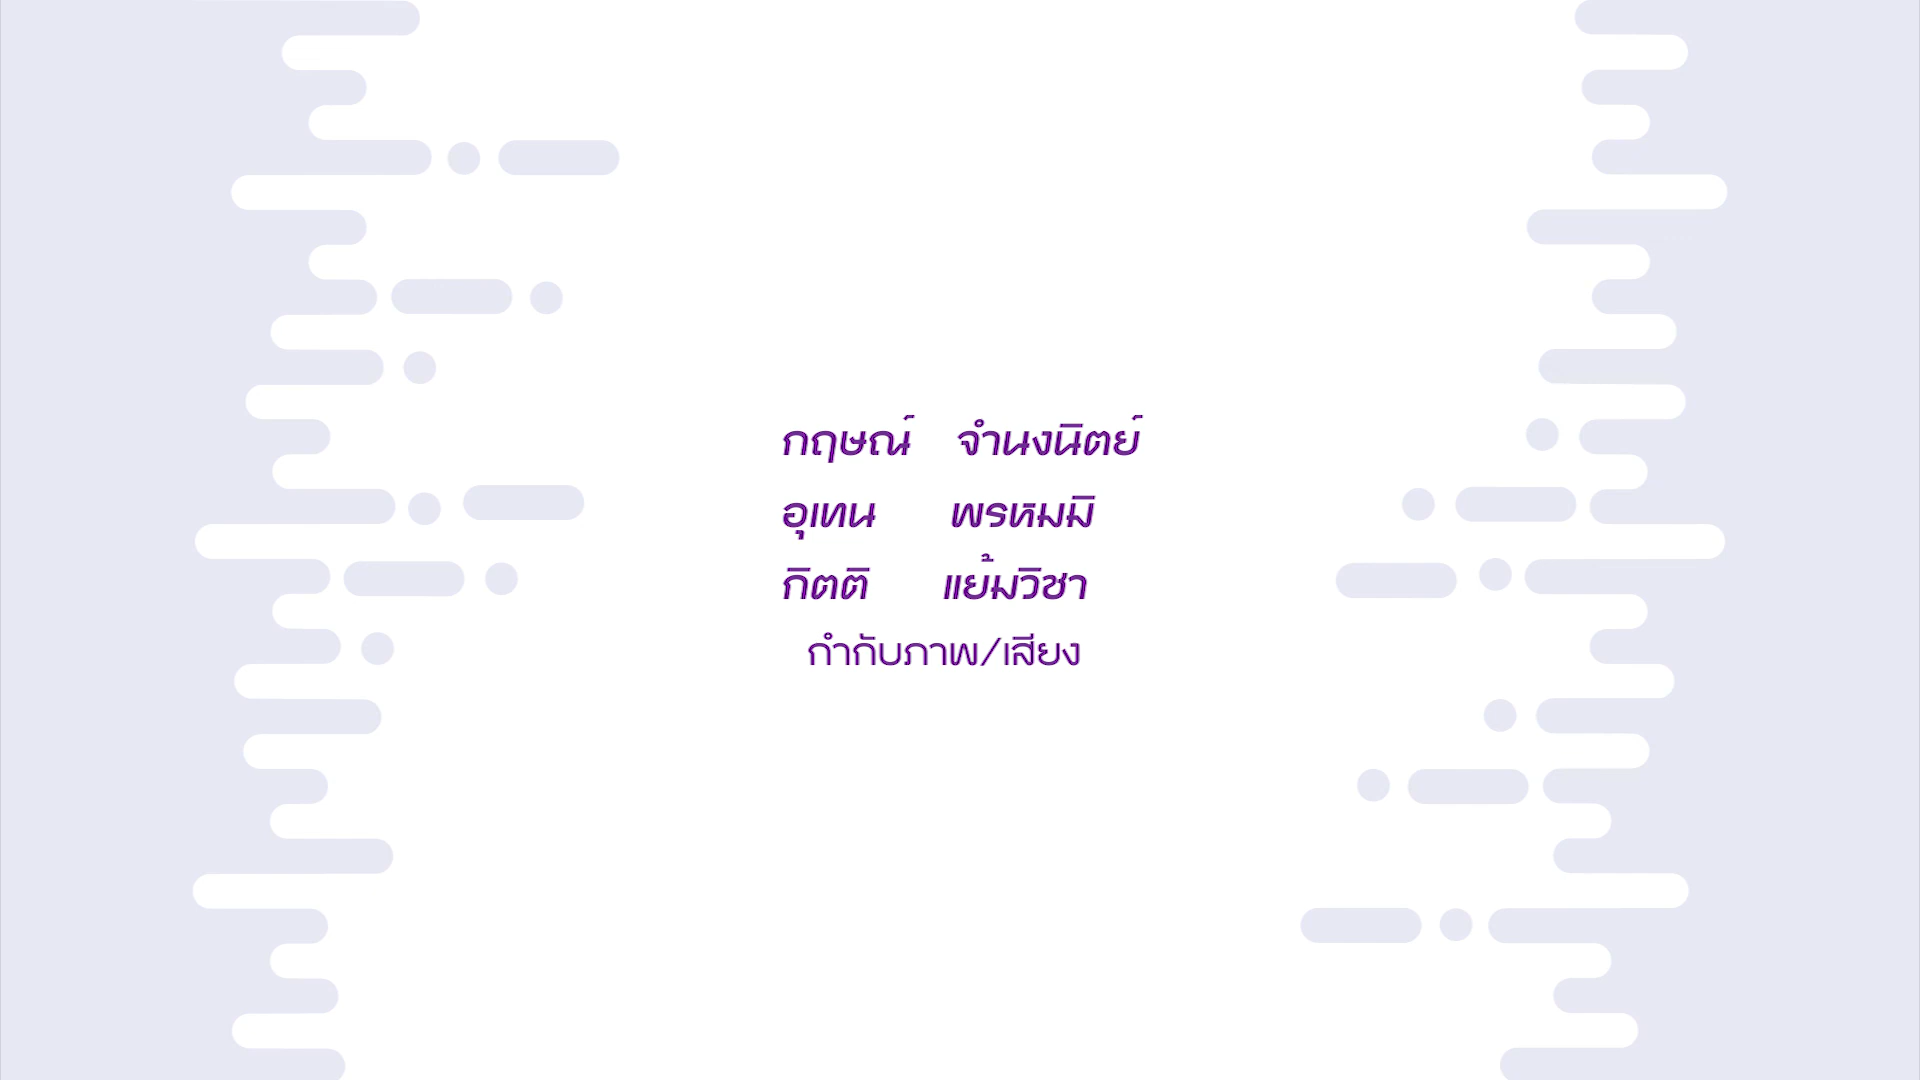 กฤษณ์ จำนงนิตย์
อุเทน พรหมมิ
กิตติ แย้มวิชา
กำกับภาพ/เสียง